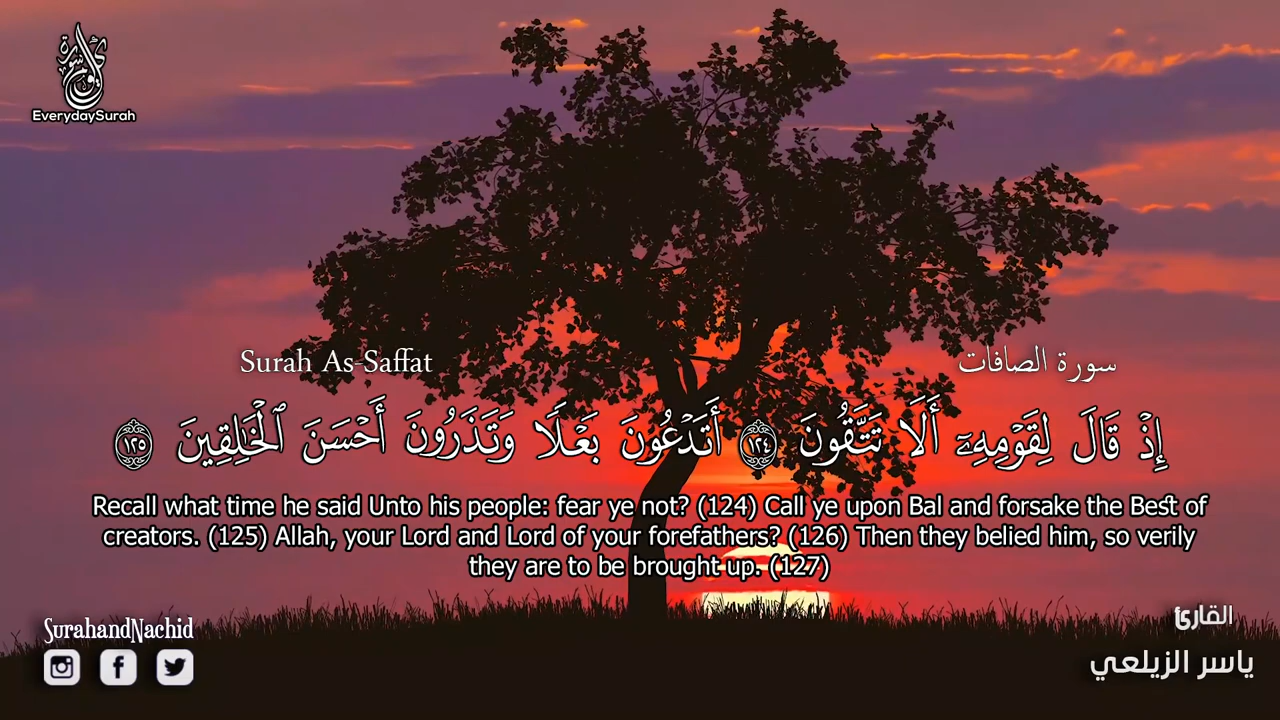 EverydaySurah
Surah As-Saffat
سورة الصافات
إِذْ قَالَ لِقَوْمِهِۦٓ أَلَا تَتَّقُونَ ١٢٤ أَتَدْعُونَ بَعْلًا وَتَذَرُونَ أَحْسَنَ ٱلْخَٰلِقِينَ ١٢٥
Recall what time he said Unto his people: fear ye not? (124) Call ye upon Bal and forsake the Best of
creators. (125) Allah, your Lord and Lord of your forefathers? (126) Then they belied him, so verily
they are to be brought up. (127)
SurahandNachid
القارئ
ياسر الزيلعي